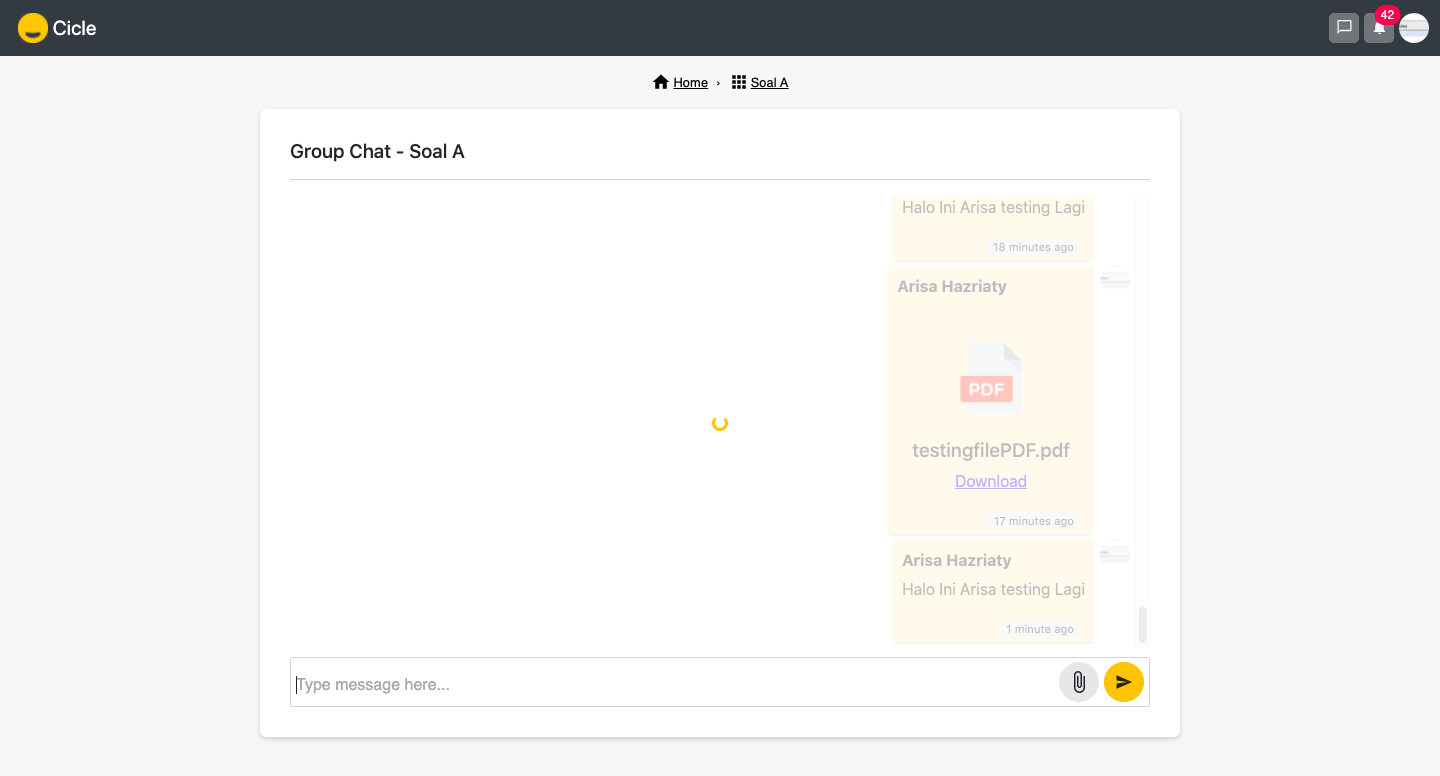 Cicle
42
Home › Soal A
Group Chat - Soal A
Halo Ini Arisa testing Lagi
18 minutes ago
Arisa Hazriaty
PDF
testingfilePDF.pdf
Download
17 minutes ago
Arisa Hazriaty
Halo Ini Arisa testing Lagi
1 minute ago
Type message here...